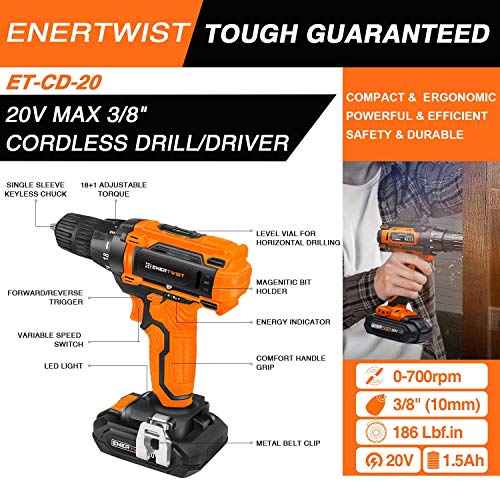 ENERTWIST
TOUGH GUARANTEED
ET-CD-20
20V MAX 3/8"
CORDLESS DRILL/DRIVER
COMPACT & ERGONOMIC
POWERFUL & EFFICIENT
SAFETY & DURABLE
SINGLE SLEEVE
KEYLESS CHUCK
18+1 ADJUSTABLE
TORQUE
LEVEL VIAL FOR
HORIZONTAL DRILLING
MAGENITIC BIT
HOLDER
FORWARD/REVERSE
TRIGGER
ENERGY INDICATOR
VARIABLE SPEED
SWITCH
COMFORT HANDLE
GRIP
LED LIGHT
METAL BELT CLIP
ENERTWIST
18
ENERTWIST
0-700rpm
3/8" (10mm)
186 Lbf.in
20V
1.5Ah